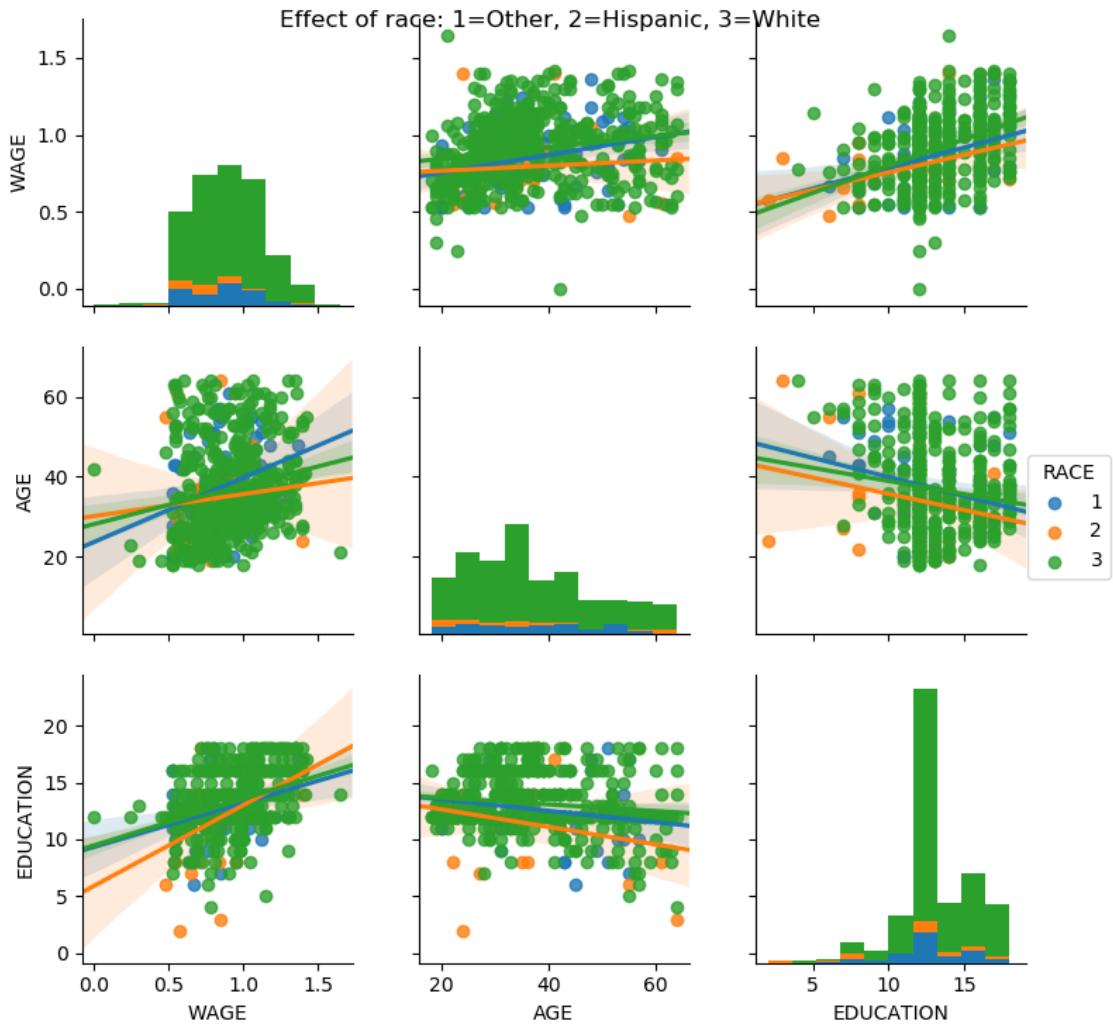 Effect of race: 1=Other, 2=Hispanic, 3=White
WAGE
1.5
1.0
0.5
0.0
AGE
60
40
20
RACE
1
2
3
EDUCATION
20
15
10
5
0
0.0 0.5 1.0 1.5
20 40 60
5 10 15
WAGE
AGE
EDUCATION